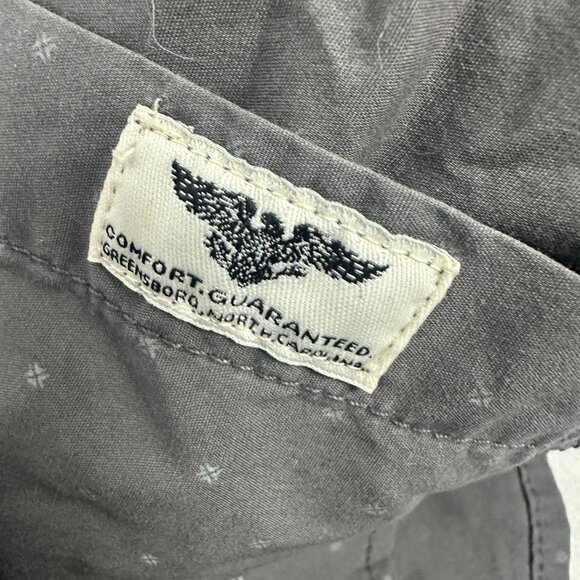 COMFORT. GUARANTEED.
GREENSBORO, NORTH CAROLINA.